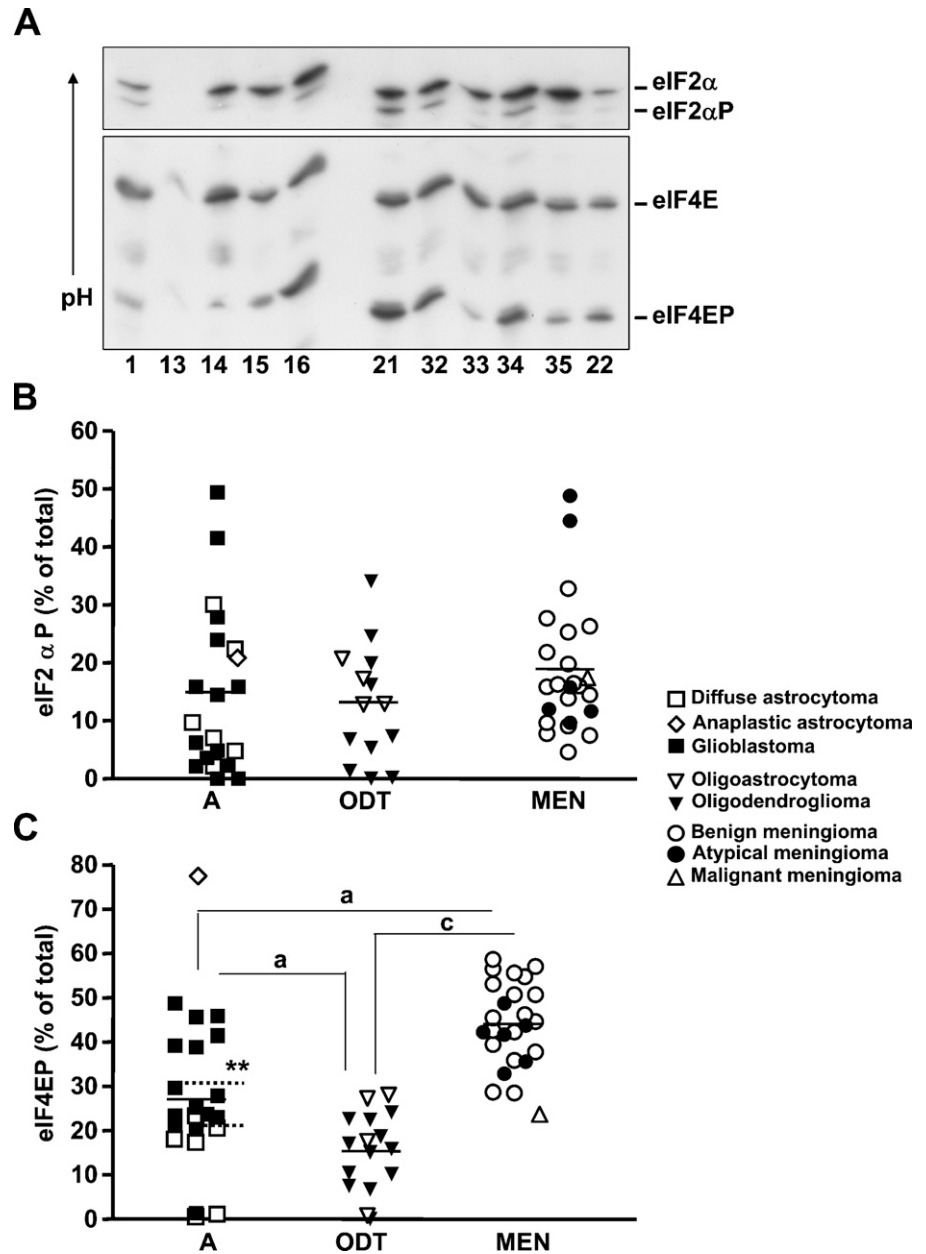 A
eIF2α
eIF2αP
eIF4E
pH
eIF4EP
1 13 14 15 16 21 32 33 34 35 22
B
60
50
40
30
20
10
0
eIF2 α P (% of total)
A ODT MEN
Diffuse astrocytoma
Anaplastic astrocytoma
Glioblastoma
Oligoastrocytoma
Oligodendroglioma
Benign meningioma
Atypical meningioma
Malignant meningioma
C
80
70
60
50
40
30
20
10
0
eIF4EP (% of total)
a
c
a
**
A ODT MEN